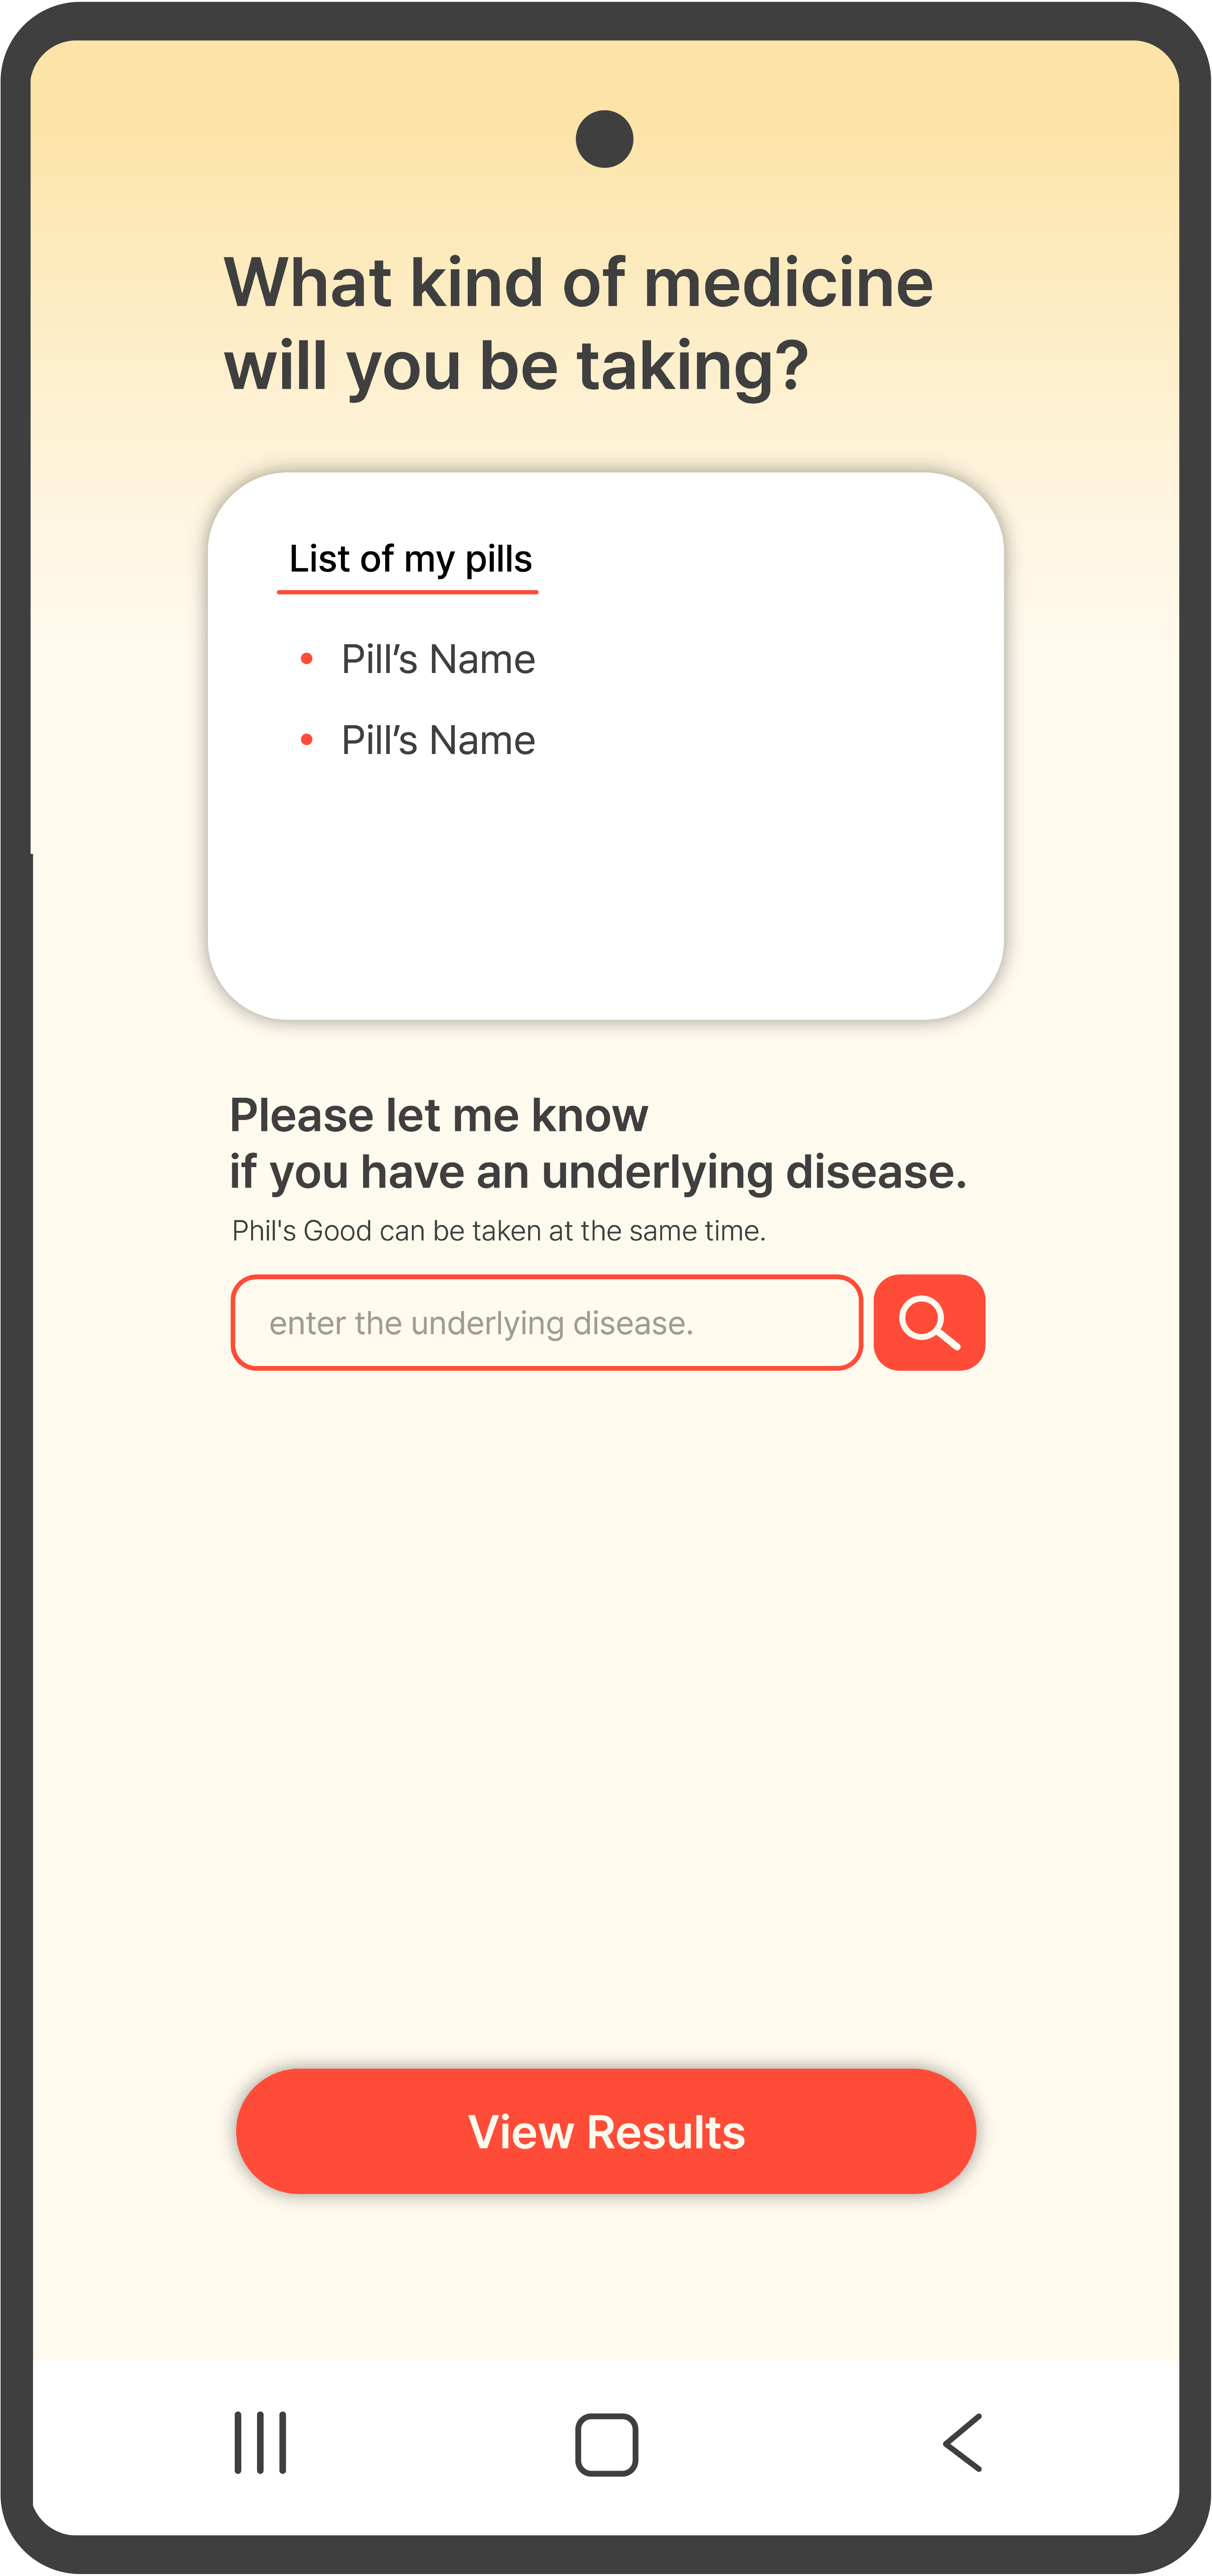 What kind of medicine
will you be taking?
List of my pills
• Pill’s Name
• Pill’s Name
Please let me know
if you have an underlying disease.
Phil's Good can be taken at the same time.
enter the underlying disease.
View Results